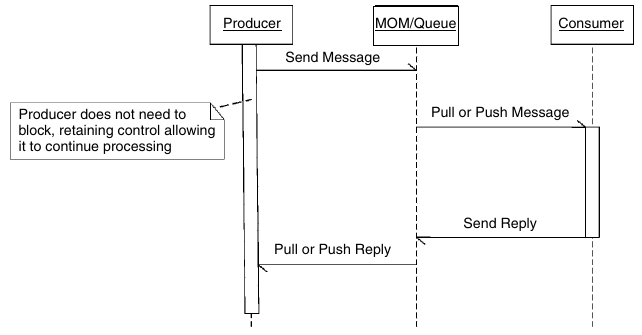 Producer
MOM/Queue
Consumer
Send Message
Producer does not need to
block, retaining control allowing
it to continue processing
Pull or Push Message
Send Reply
Pull or Push Reply